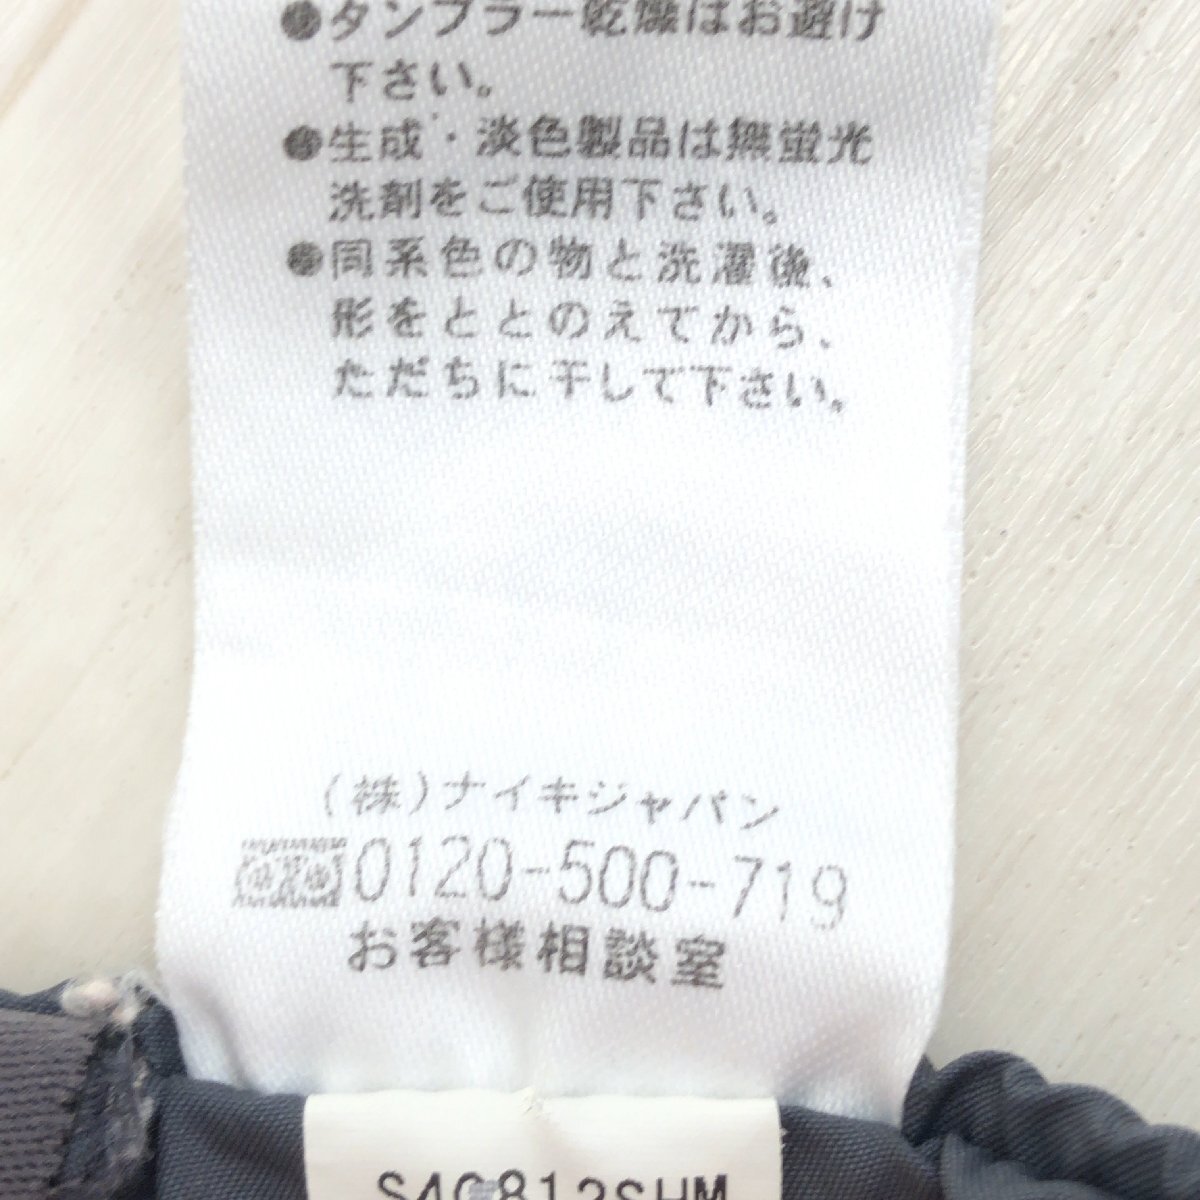 ●タンブラー乾燥はお避け
下さい。
●生成・淡色製品は無蛍光
洗剤をご使用下さい。
●同系色の物と洗濯後、
形をととのえてから、
ただちに干して下さい。
(株)ナイキジャパン
0120-500-719
お客様相談室